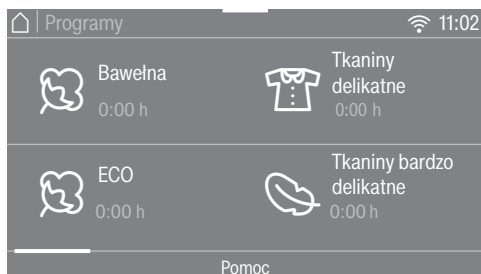 Programy 11:02
Bawełna
0:00 h
Tkaniny
delikatne
0:00 h
ECO
0:00 h
Tkaniny bardzo
delikatne
0:00 h
Pomoc